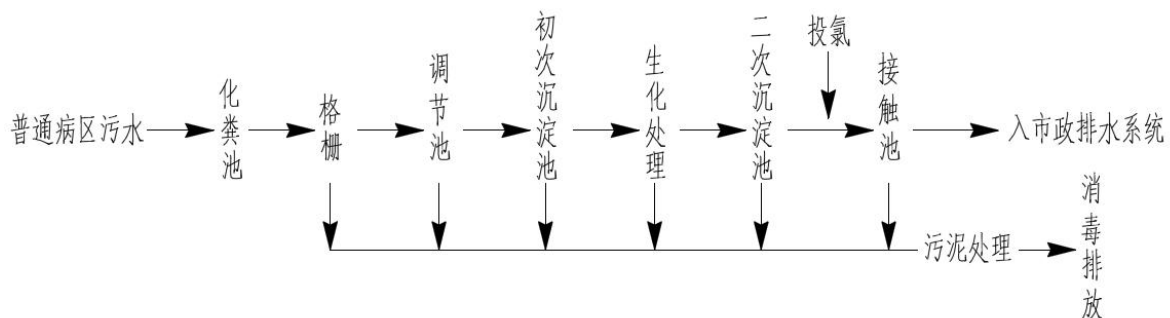 普通病区污水
化粪池
格栅
调节池
初次沉淀池
生化处理
二次沉淀池
投氯
接触池
入市政排水系统
污泥处理
消毒排放